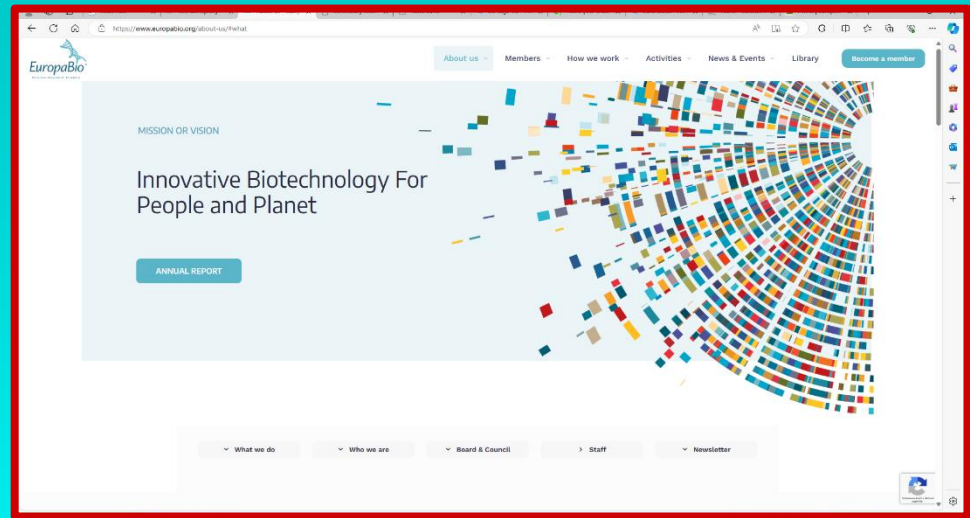 https://www.europabio.org/about-us/#what
EuropaBio
About us
Members
How we work
Activities
News & Events
Library
Become a member
MISSION OR VISION
Innovative Biotechnology For
People and Planet
ANNUAL REPORT
What we do
Who we are
Board & Council
Staff
Newsletter